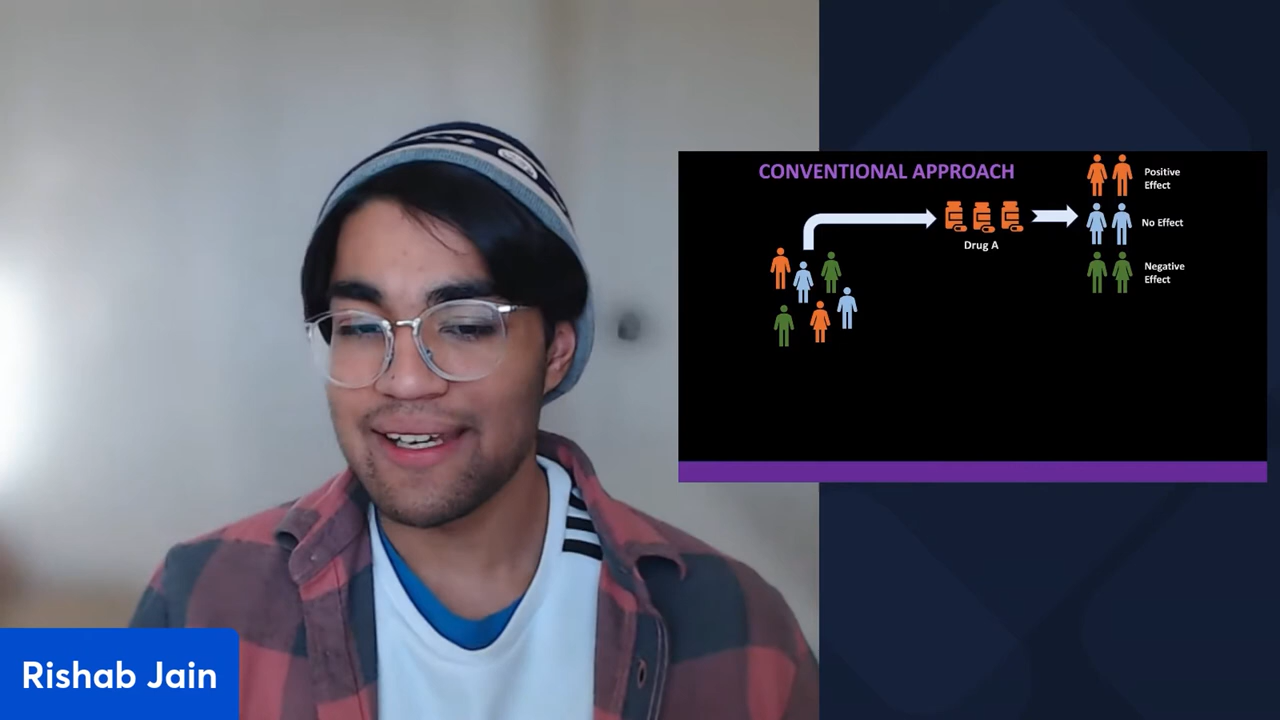 CONVENTIONAL APPROACH
Drug A
Positive
Effect
No Effect
Negative
Effect
Rishab Jain